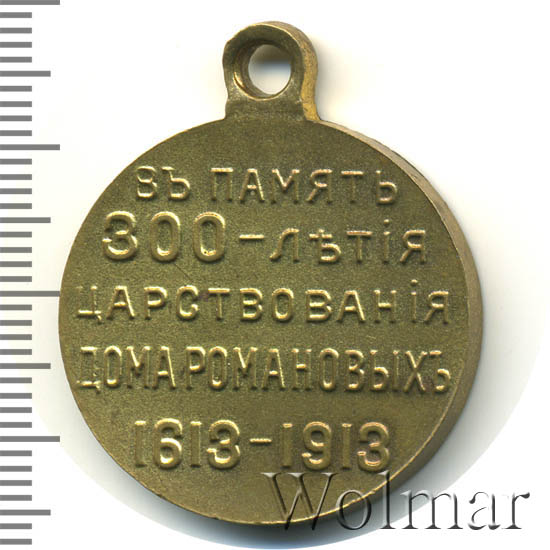 ВЪ ПАМЯТЬ
300-ЛѢТІЯ
ЦАРСТВОВАНІЯ
ДОМА РОМАНОВЫХЪ
1613-1913
Wolmar